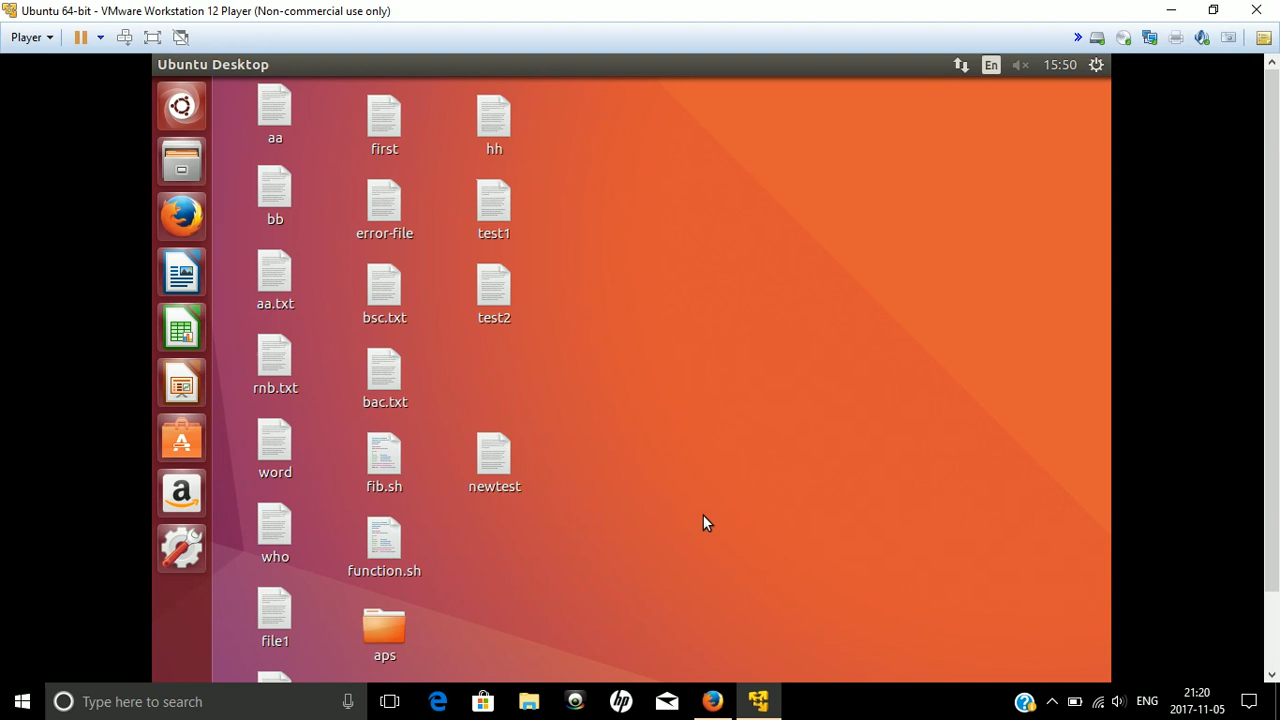 Ubuntu 64-bit - VMware Workstation 12 Player (Non-commercial use only)
Player
Ubuntu Desktop
En
15:50
aa
first
hh
bb
error-file
test1
aa.txt
bsc.txt
test2
rnb.txt
bac.txt
word
fib.sh
newtest
who
function.sh
file1
aps
Type here to search
ENG
21:20
2017-11-05